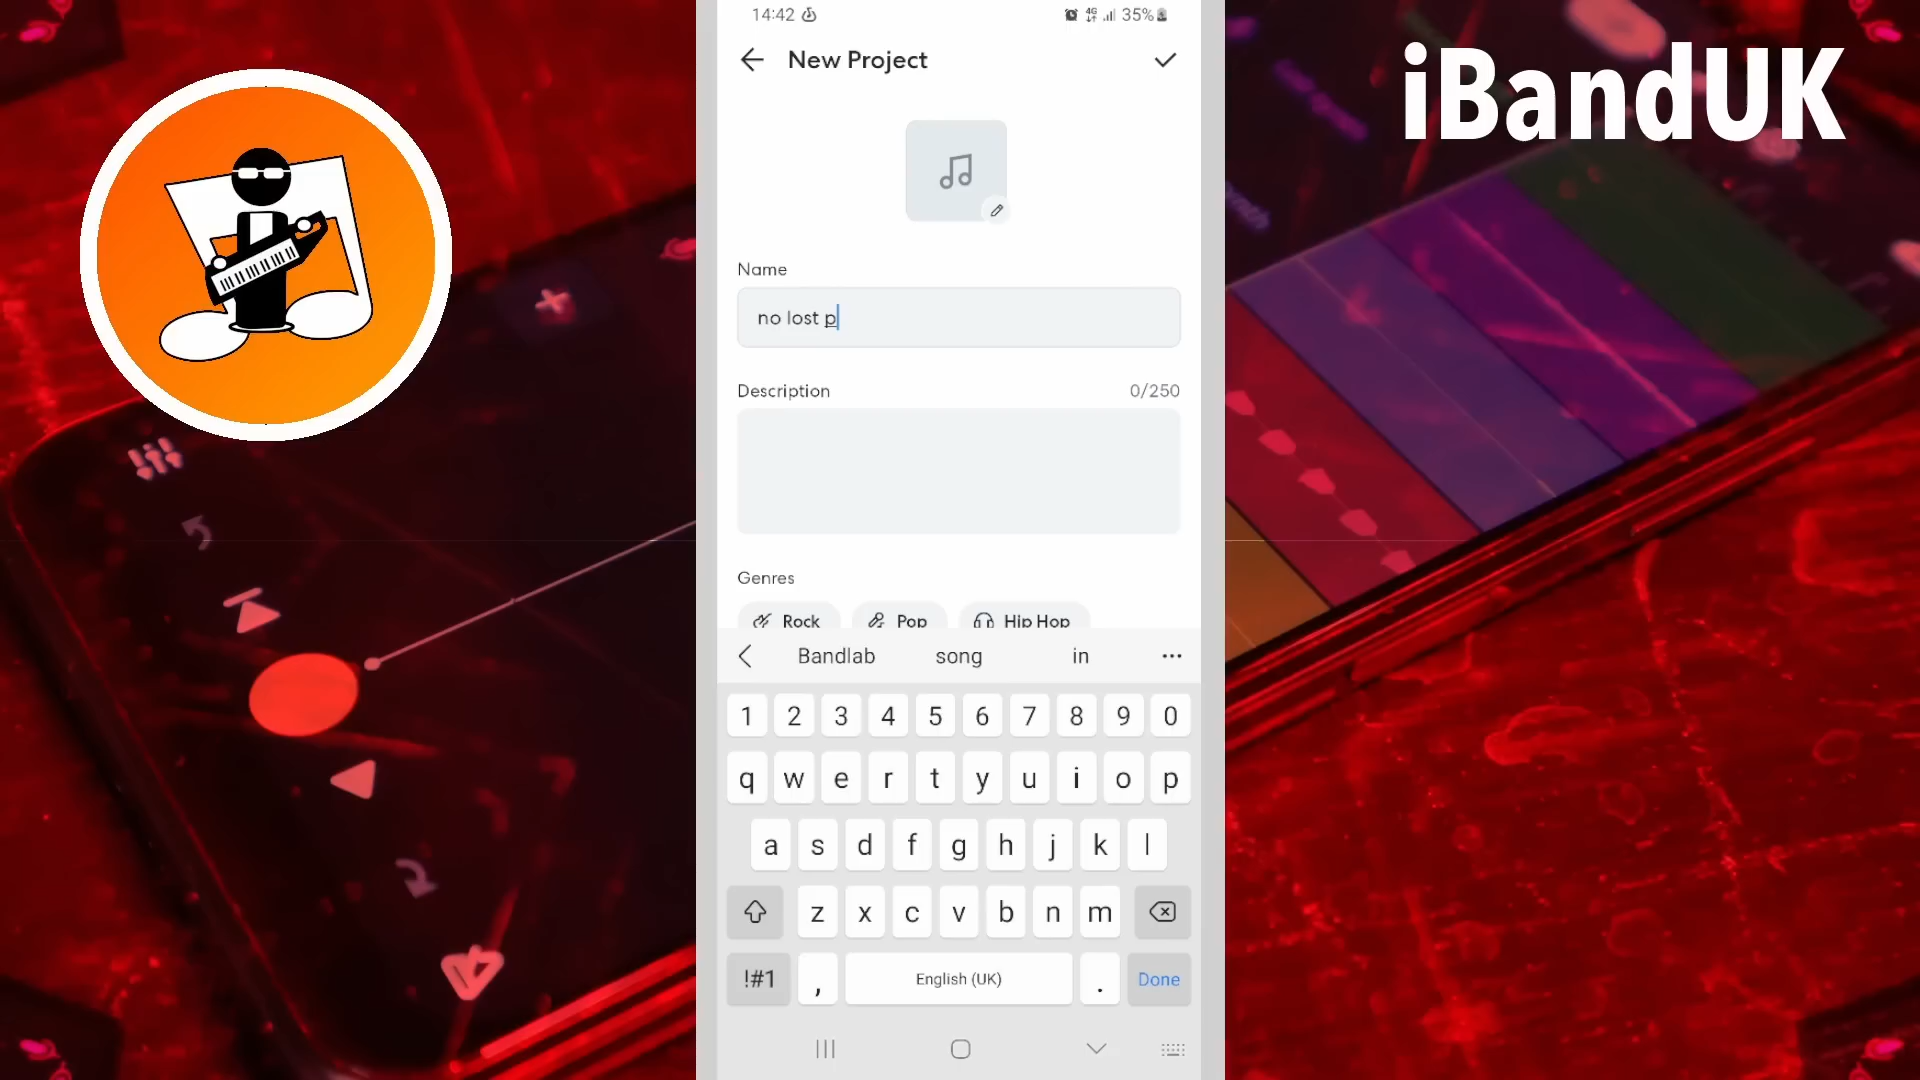 14:42
4G 35%
New Project
iBandUK
Name
no lost p
Description 0/250
Genres
Rock Pop Hip Hop
Bandlab song in ...
1 2 3 4 5 6 7 8 9 0
q w e r t y u i o p
a s d f g h j k l
z x c v b n m
!#1 , English (UK) . Done